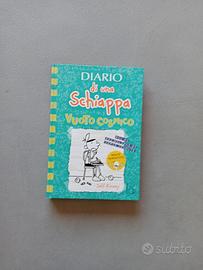 DIARIO
di una
Schiappa
VUOTO COSMICO
Jeff Kinney
subito